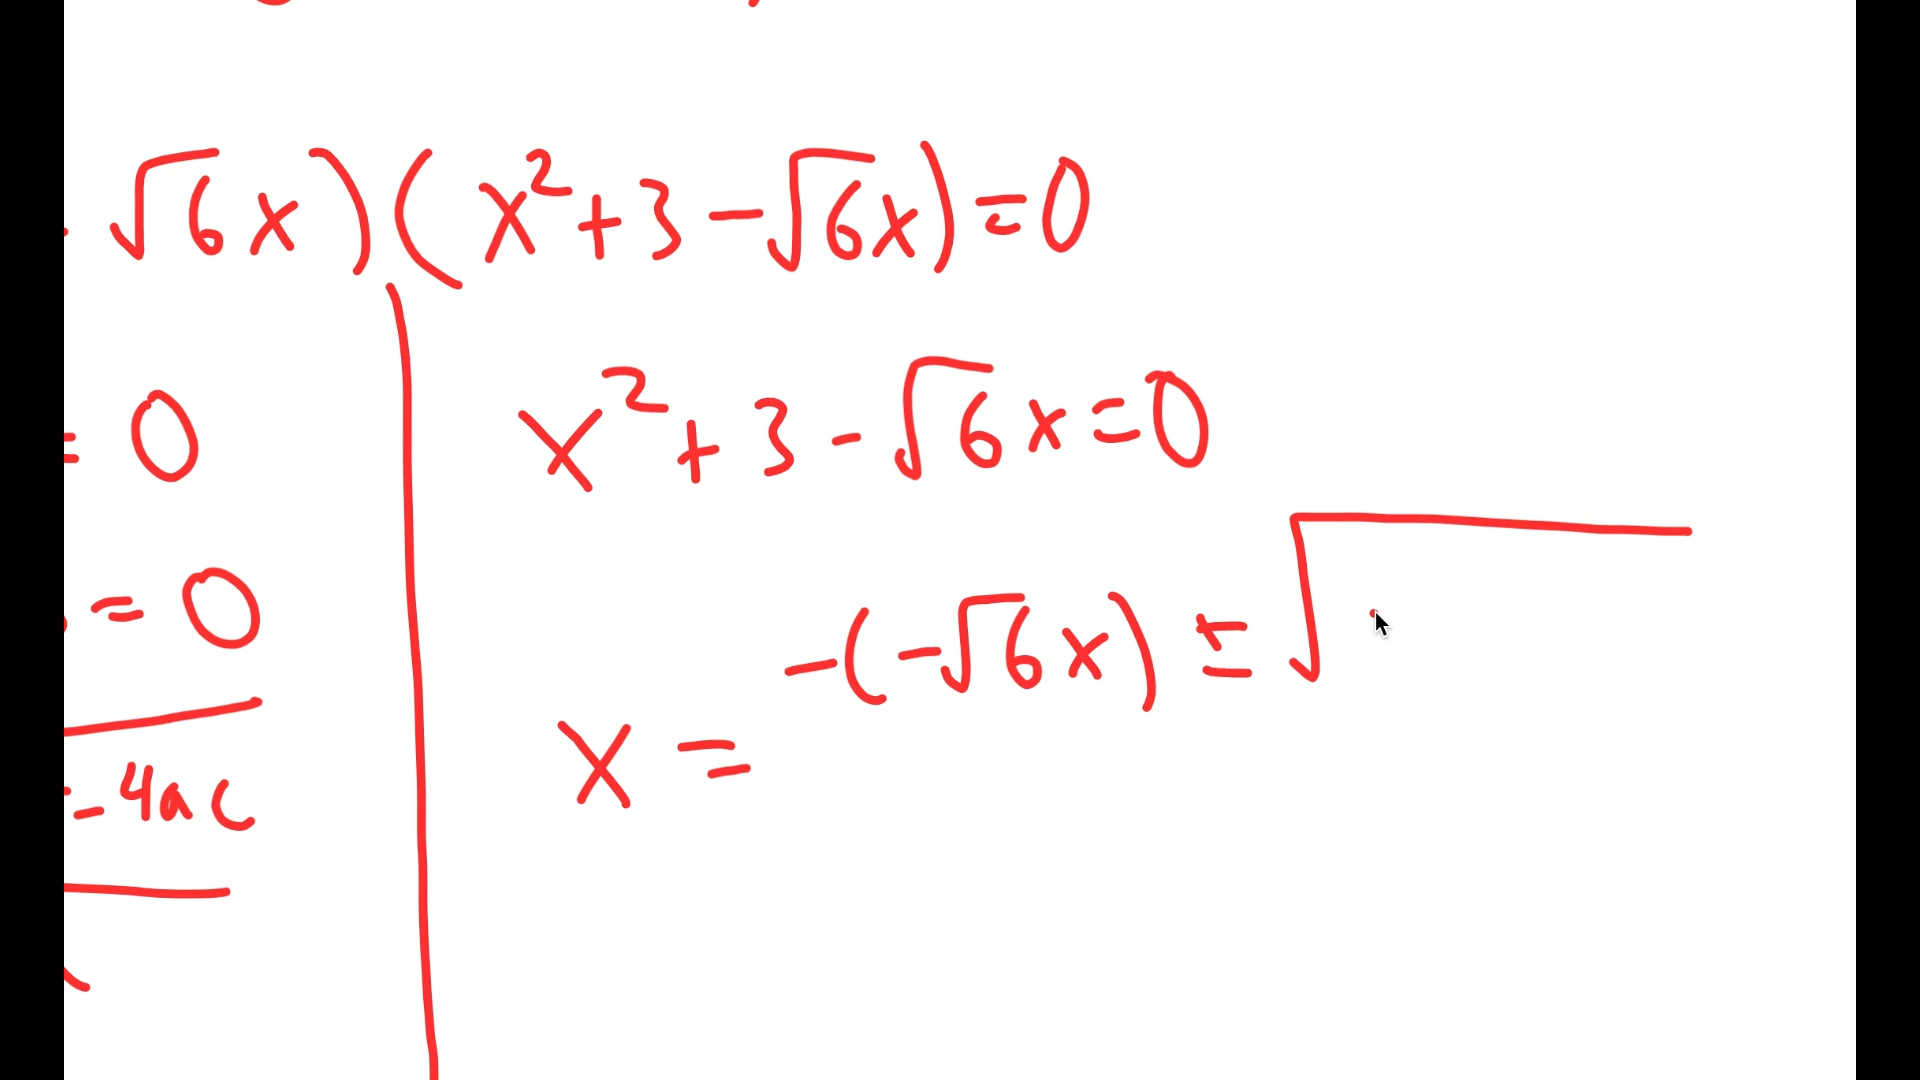 √6x)(x²+3-√6x)=0
= 0
x²+3-√6x=0
= 0
x = -(-√6x) ± √
-4ac